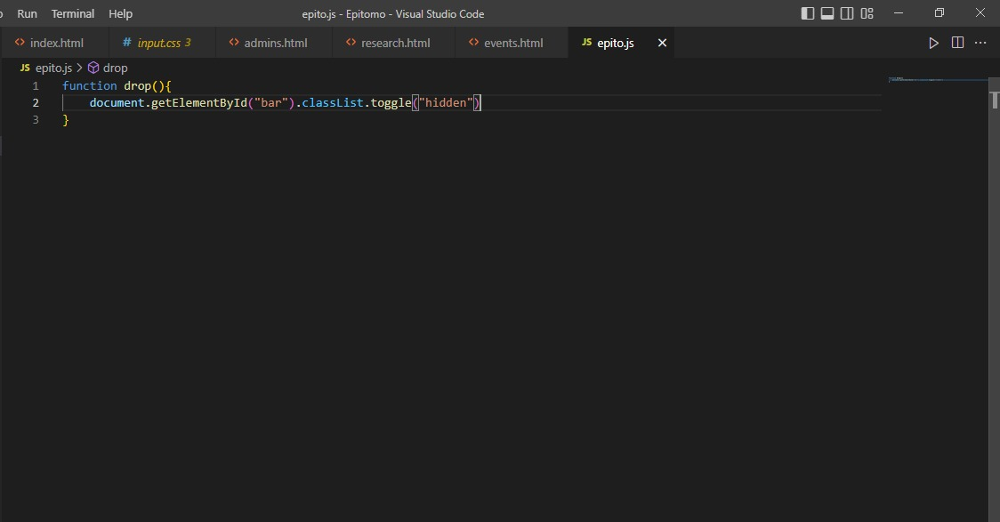 Run Terminal Help epito.js - Epitomo - Visual Studio Code
index.html # input.css 3 admins.html research.html events.html JS epito.js
JS epito.js > drop
1 function drop(){
2 document.getElementById("bar").classList.toggle("hidden")
3 }